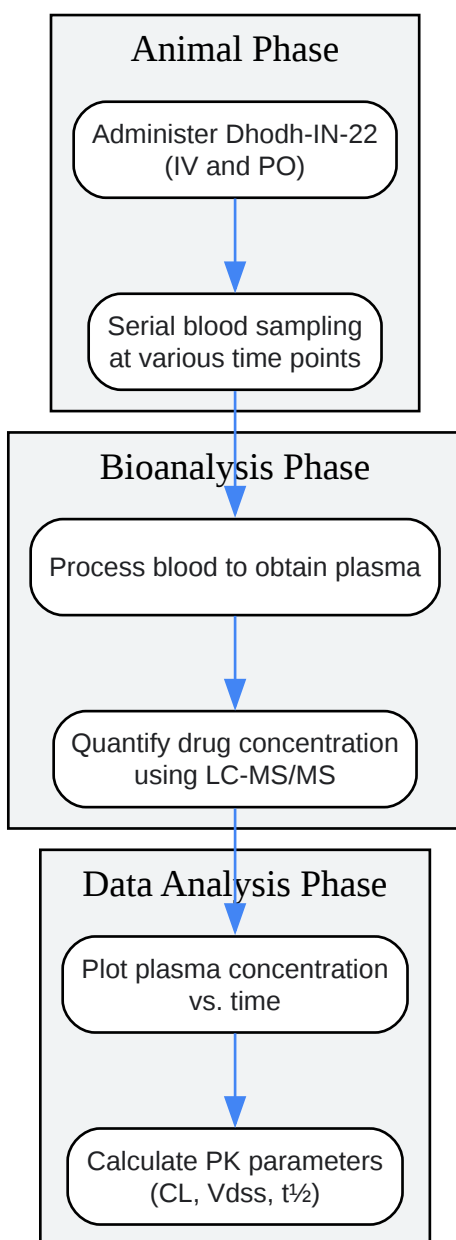 Animal Phase
Administer Dhodh-IN-22
(IV and PO)
Serial blood sampling
at various time points
Bioanalysis Phase
Process blood to obtain plasma
Quantify drug concentration
using LC-MS/MS
Data Analysis Phase
Plot plasma concentration
vs. time
Calculate PK parameters
(CL, Vdss, t½)